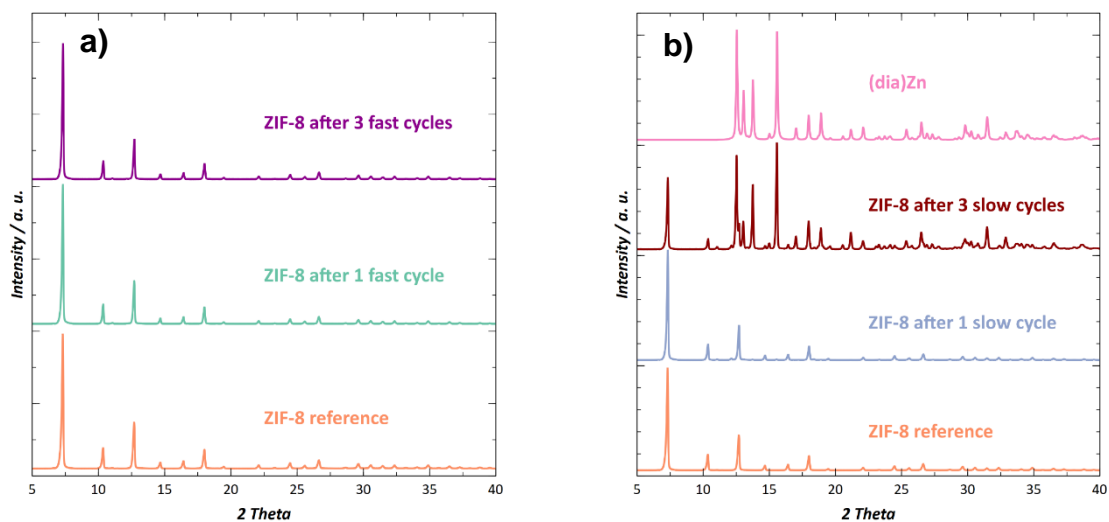 a)
ZIF-8 after 3 fast cycles
ZIF-8 after 1 fast cycle
ZIF-8 reference
Intensity / a. u.
5 10 15 20 25 30 35 40
2 Theta
b)
(dia)Zn
ZIF-8 after 3 slow cycles
ZIF-8 after 1 slow cycle
ZIF-8 reference
Intensity / a. u.
5 10 15 20 25 30 35 40
2 Theta